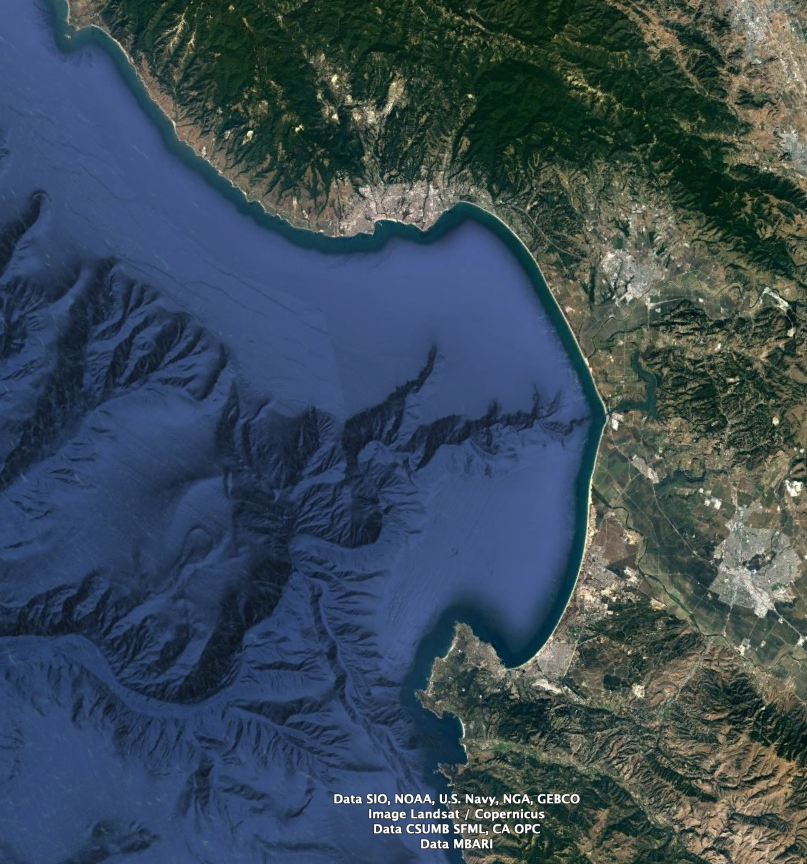 Data SIO, NOAA, U.S. Navy, NGA, GEBCO
Image Landsat / Copernicus
Data CSUMB SFML, CA OPC
Data MBARI